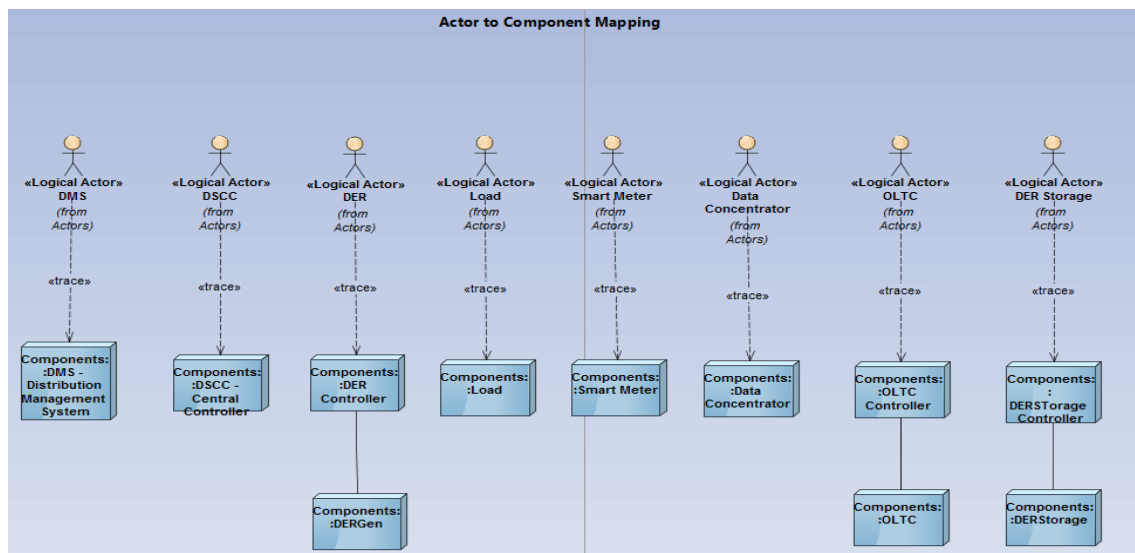 Actor to Component Mapping
«Logical Actor»
DMS
(from
Actors)
«Logical Actor»
DSCC
(from
Actors)
«Logical Actor»
DER
(from
Actors)
«Logical Actor»
Load
(from
Actors)
«Logical Actor»
Smart Meter
(from
Actors)
«Logical Actor»
Data
Concentrator
(from
Actors)
«Logical Actor»
OLTC
(from
Actors)
«Logical Actor»
DER Storage
(from
Actors)
«trace»
«trace»
«trace»
«trace»
«trace»
«trace»
«trace»
«trace»
Components:
:DMS -
Distribution
Management
System
Components:
:DSCC -
Central
Controller
Components:
:DER
Controller
Components:
:Load
Components:
:Smart Meter
Components:
:Data
Concentrator
Components:
:OLTC
Controller
Components:
:
DERSTorage
Controller
Components:
:DERGen
Components:
:OLTC
Components:
:DERStorage